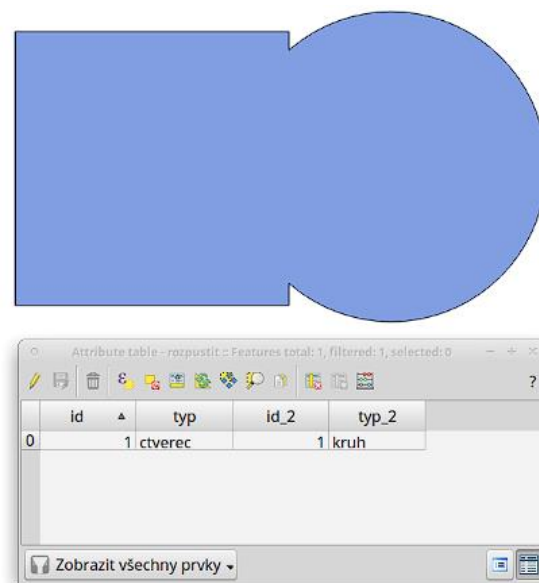 Attribute table - rozpustit :: Features total: 1, filtered: 1, selected: 0
ε
?
id typ id_2 typ_2
0 1 ctverec 1 kruh
Zobrazit všechny prvky